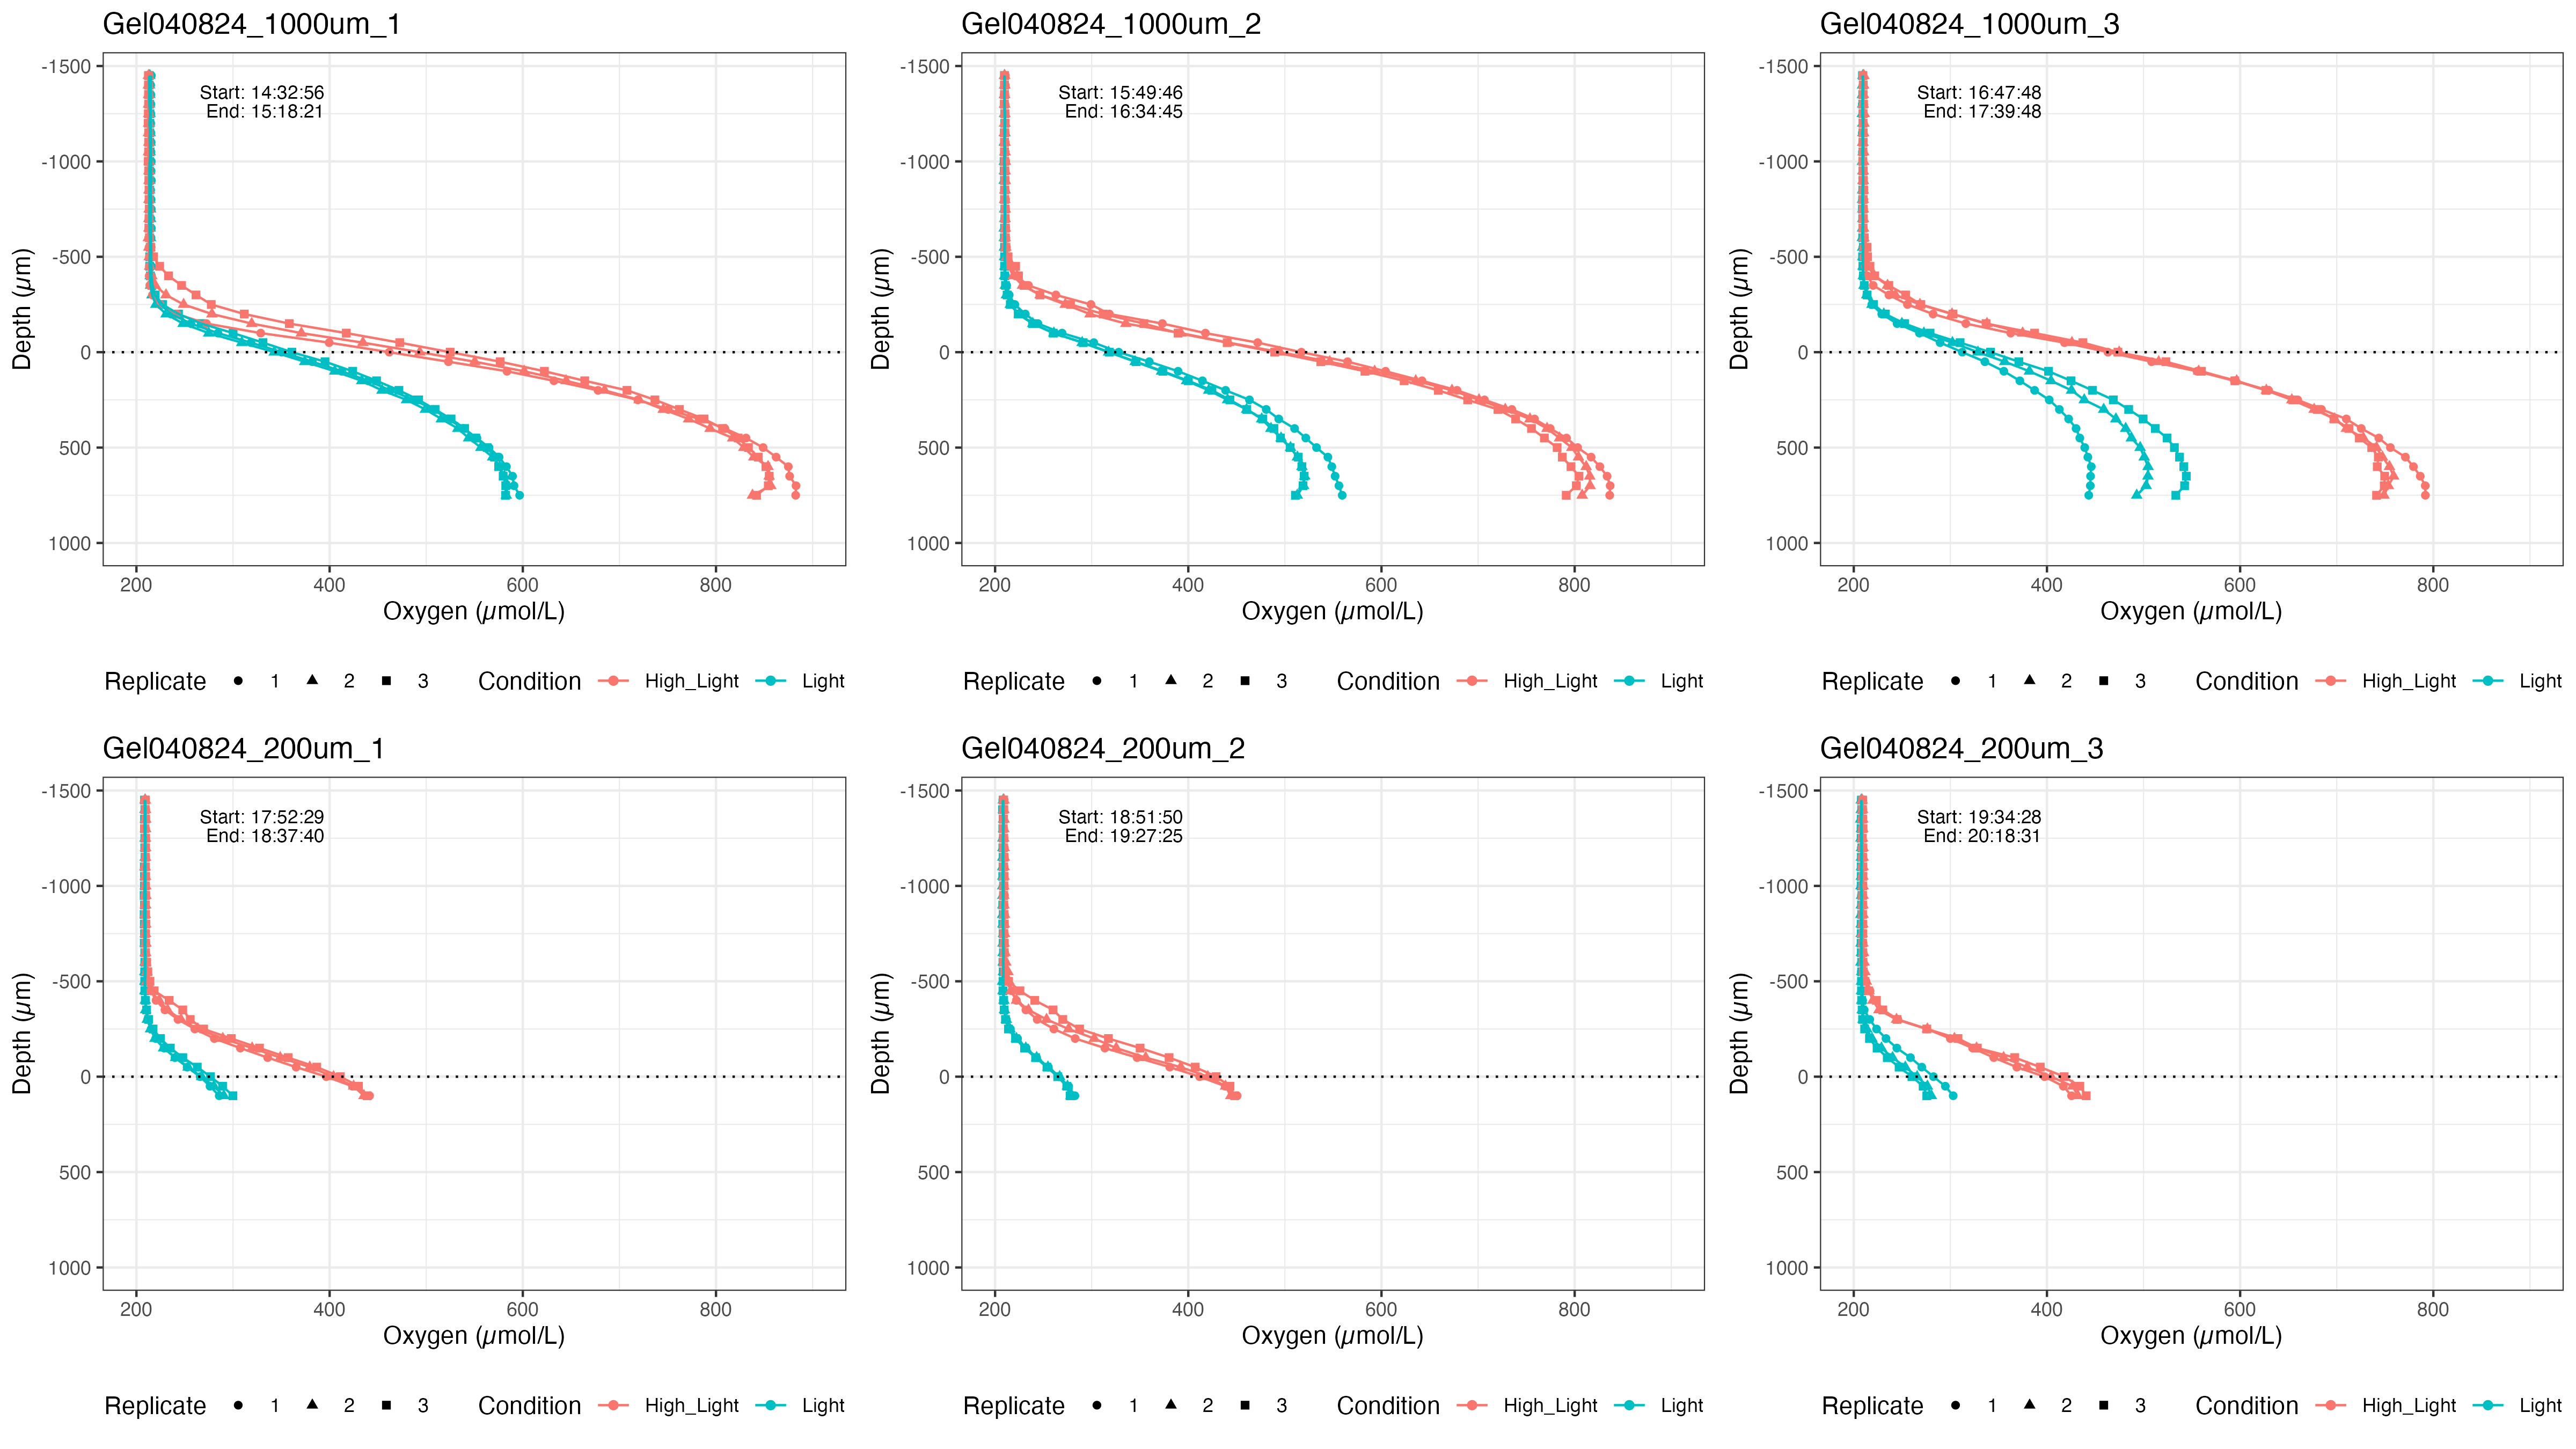 Gel040824_1000um_1
-1500
-1000
-500
0
500
1000
Depth (µm)
Start: 14:32:56
End: 15:18:21
200 400 600 800
Oxygen (µmol/L)
Replicate 1 2 3 Condition High_Light Light
Gel040824_1000um_2
-1500
-1000
-500
0
500
1000
Depth (µm)
Start: 15:49:46
End: 16:34:45
200 400 600 800
Oxygen (µmol/L)
Replicate 1 2 3 Condition High_Light Light
Gel040824_1000um_3
-1500
-1000
-500
0
500
1000
Depth (µm)
Start: 16:47:48
End: 17:39:48
200 400 600 800
Oxygen (µmol/L)
Replicate 1 2 3 Condition High_Light Light
Gel040824_200um_1
-1500
-1000
-500
0
500
1000
Depth (µm)
Start: 17:52:29
End: 18:37:40
200 400 600 800
Oxygen (µmol/L)
Replicate 1 2 3 Condition High_Light Light
Gel040824_200um_2
-1500
-1000
-500
0
500
1000
Depth (µm)
Start: 18:51:50
End: 19:27:25
200 400 600 800
Oxygen (µmol/L)
Replicate 1 2 3 Condition High_Light Light
Gel040824_200um_3
-1500
-1000
-500
0
500
1000
Depth (µm)
Start: 19:34:28
End: 20:18:31
200 400 600 800
Oxygen (µmol/L)
Replicate 1 2 3 Condition High_Light Light